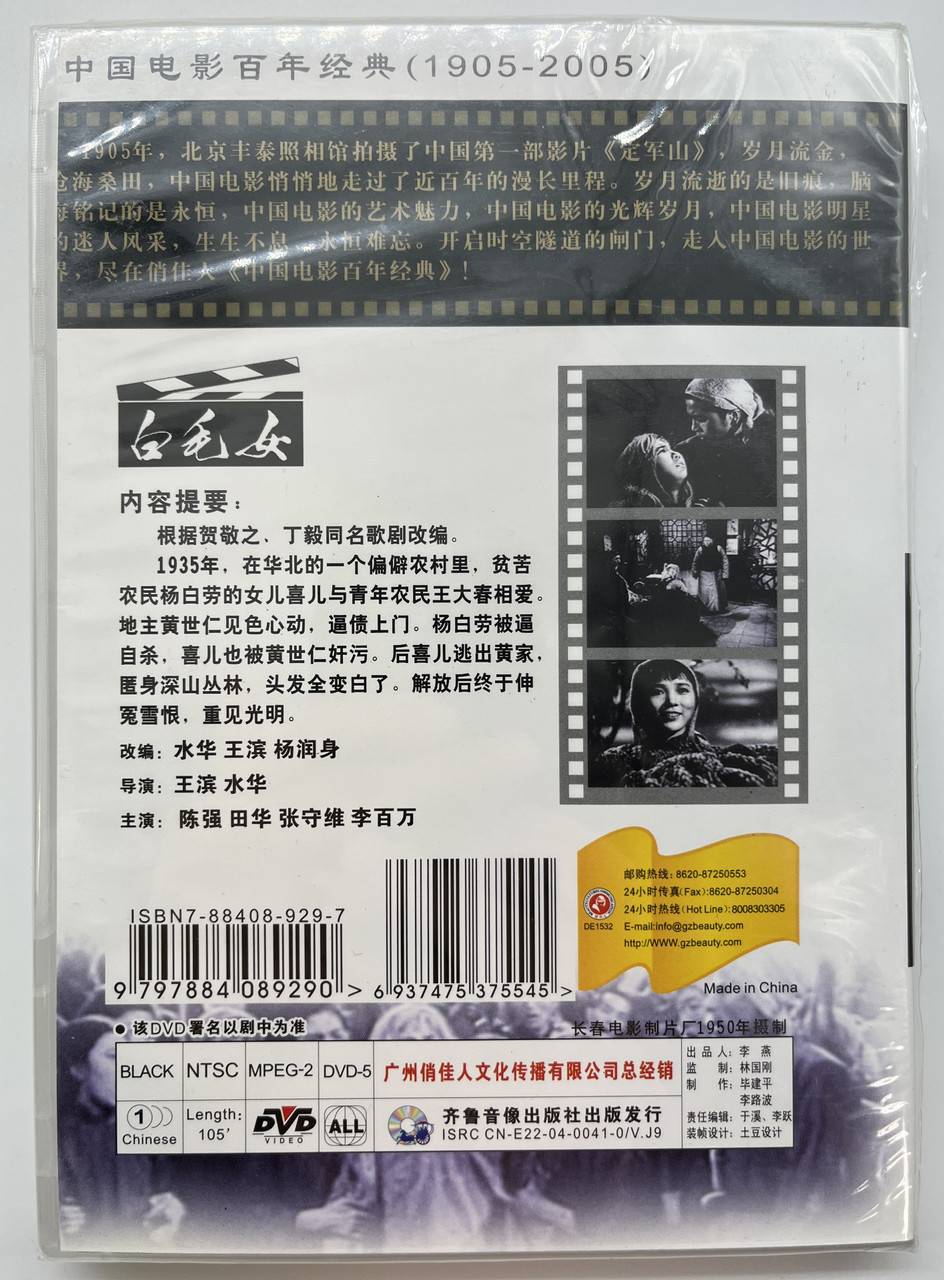 中国电影百年经典(1905-2005)
1905年，北京丰泰照相馆拍摄了中国第一部影片《定军山》，岁月流金，
沧海桑田，中国电影悄悄地走过了近百年的漫长里程。岁月流逝的是旧痕，脑
海铭记的是永恒，中国电影的艺术魅力，中国电影的光辉岁月，中国电影明星
的迷人风采，生生不息，永恒难忘。开启时空隧道的闸门，走入中国电影的世
界，尽在俏佳人《中国电影百年经典》！
白毛女
内容提要：
根据贺敬之、丁毅同名歌剧改编。
1935年，在华北的一个偏僻农村里，贫苦
农民杨白劳的女儿喜儿与青年农民王大春相爱。
地主黄世仁见色心动，逼债上门。杨白劳被逼
自杀，喜儿也被黄世仁奸污。后喜儿逃出黄家，
匿身深山丛林，头发全变白了。解放后终于伸
冤雪恨，重见光明。
改编：水华 王滨 杨润身
导演：王滨 水华
主演：陈强 田华 张守维 李百万
邮购热线：8620-87250553
24小时传真(Fax):8620-87250304
24小时热线(Hot Line):8008303305
E-mail:info@gzbeauty.com
http://WWW.gzbeauty.com
DE1532
ISBN7-88408-929-7
9 797884 089290 >
6 937475 375545 >
Made in China
●该DVD署名以剧中为准
长春电影制片厂1950年摄制
BLACK NTSC MPEG-2 DVD-5 广州俏佳人文化传播有限公司总经销
1 Chinese
Length: 105'
DVD VIDEO
ALL
齐鲁音像出版社出版发行
ISRC CN-E22-04-0041-0/V.J9
出品人：李燕
监制：林国刚
制作：毕建平
李路波
责任编辑：于溪、李跃
装帧设计：土豆设计